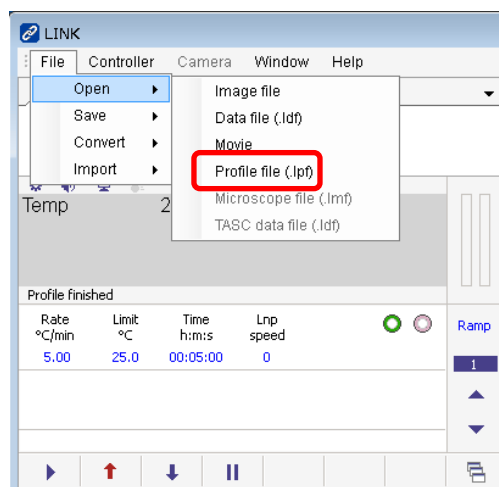 LINK
File Controller Camera Window Help
Open
Save
Convert
Import
Image file
Data file (.ldf)
Movie
Profile file (.lpf)
Microscope file (.lmf)
TASC data file (.ldf)
Temp 2
Profile finished
Rate Limit Time Lnp
°C/min °C h:m:s speed
5.00 25.0 00:05:00 0
Ramp
1